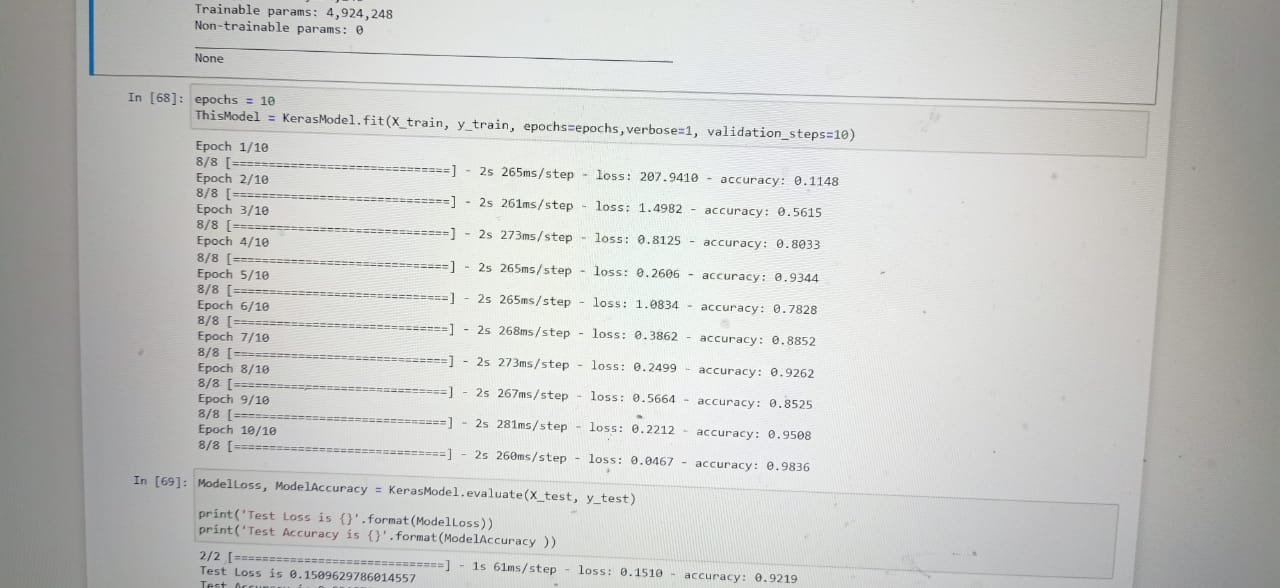 Trainable params: 4,924,248
Non-trainable params: 0
None
In [68]: epochs = 10
ThisModel = KerasModel.fit(X_train, y_train, epochs=epochs,verbose=1, validation_steps=10)
Epoch 1/10
8/8 [==============================] - 2s 265ms/step - loss: 207.9410 - accuracy: 0.1148
Epoch 2/10
8/8 [==============================] - 2s 261ms/step - loss: 1.4982 - accuracy: 0.5615
Epoch 3/10
8/8 [==============================] - 2s 273ms/step - loss: 0.8125 - accuracy: 0.8033
Epoch 4/10
8/8 [==============================] - 2s 265ms/step - loss: 0.2606 - accuracy: 0.9344
Epoch 5/10
8/8 [==============================] - 2s 265ms/step - loss: 1.0834 - accuracy: 0.7828
Epoch 6/10
8/8 [==============================] - 2s 268ms/step - loss: 0.3862 - accuracy: 0.8852
Epoch 7/10
8/8 [==============================] - 2s 273ms/step - loss: 0.2499 - accuracy: 0.9262
Epoch 8/10
8/8 [==============================] - 2s 267ms/step - loss: 0.5664 - accuracy: 0.8525
Epoch 9/10
8/8 [==============================] - 2s 281ms/step - loss: 0.2212 - accuracy: 0.9508
Epoch 10/10
8/8 [==============================] - 2s 260ms/step - loss: 0.0467 - accuracy: 0.9836
In [69]: ModelLoss, ModelAccuracy = KerasModel.evaluate(X_test, y_test)
print('Test Loss is {}'.format(ModelLoss))
print('Test Accuracy is {}'.format(ModelAccuracy ))
2/2 [==============================] - 1s 61ms/step - loss: 0.1510 - accuracy: 0.9219
Test Loss is 0.1509629786014557
Test